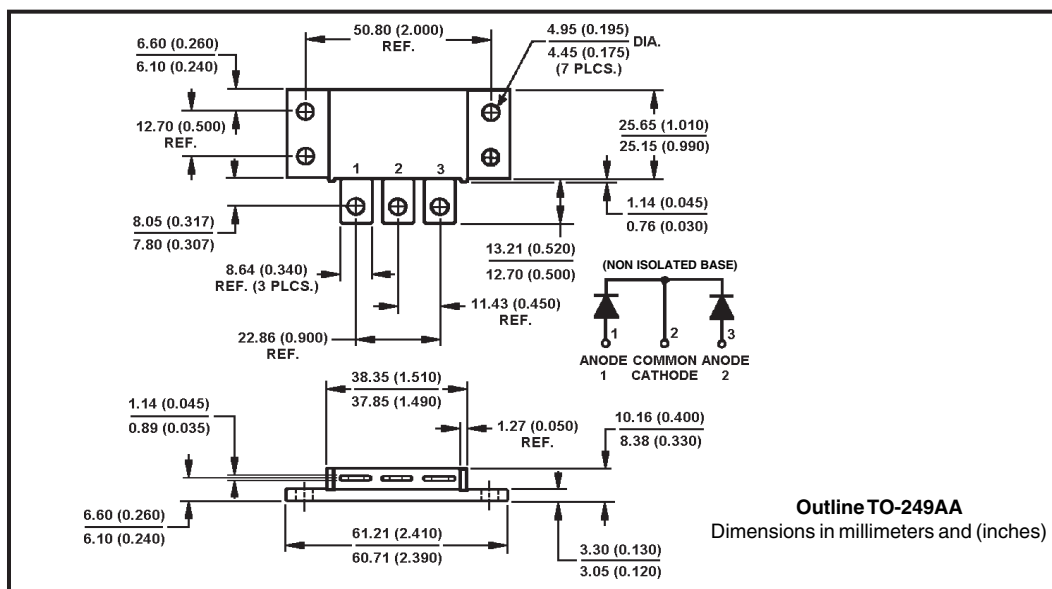 50.80 (2.000)
REF.
6.60 (0.260)
6.10 (0.240)
4.95 (0.195)
4.45 (0.175)
DIA.
(7 PLCS.)
12.70 (0.500)
REF.
25.65 (1.010)
25.15 (0.990)
1 2 3
8.05 (0.317)
7.80 (0.307)
1.14 (0.045)
0.76 (0.030)
13.21 (0.520)
12.70 (0.500)
8.64 (0.340)
REF. (3 PLCS.)
11.43 (0.450)
REF.
22.86 (0.900)
REF.
(NON ISOLATED BASE)
1 2 3
ANODE COMMON ANODE
1 CATHODE 2
38.35 (1.510)
37.85 (1.490)
1.14 (0.045)
0.89 (0.035)
1.27 (0.050)
REF.
10.16 (0.400)
8.38 (0.330)
6.60 (0.260)
6.10 (0.240)
61.21 (2.410)
60.71 (2.390)
3.30 (0.130)
3.05 (0.120)
Outline TO-249AA
Dimensions in millimeters and (inches)